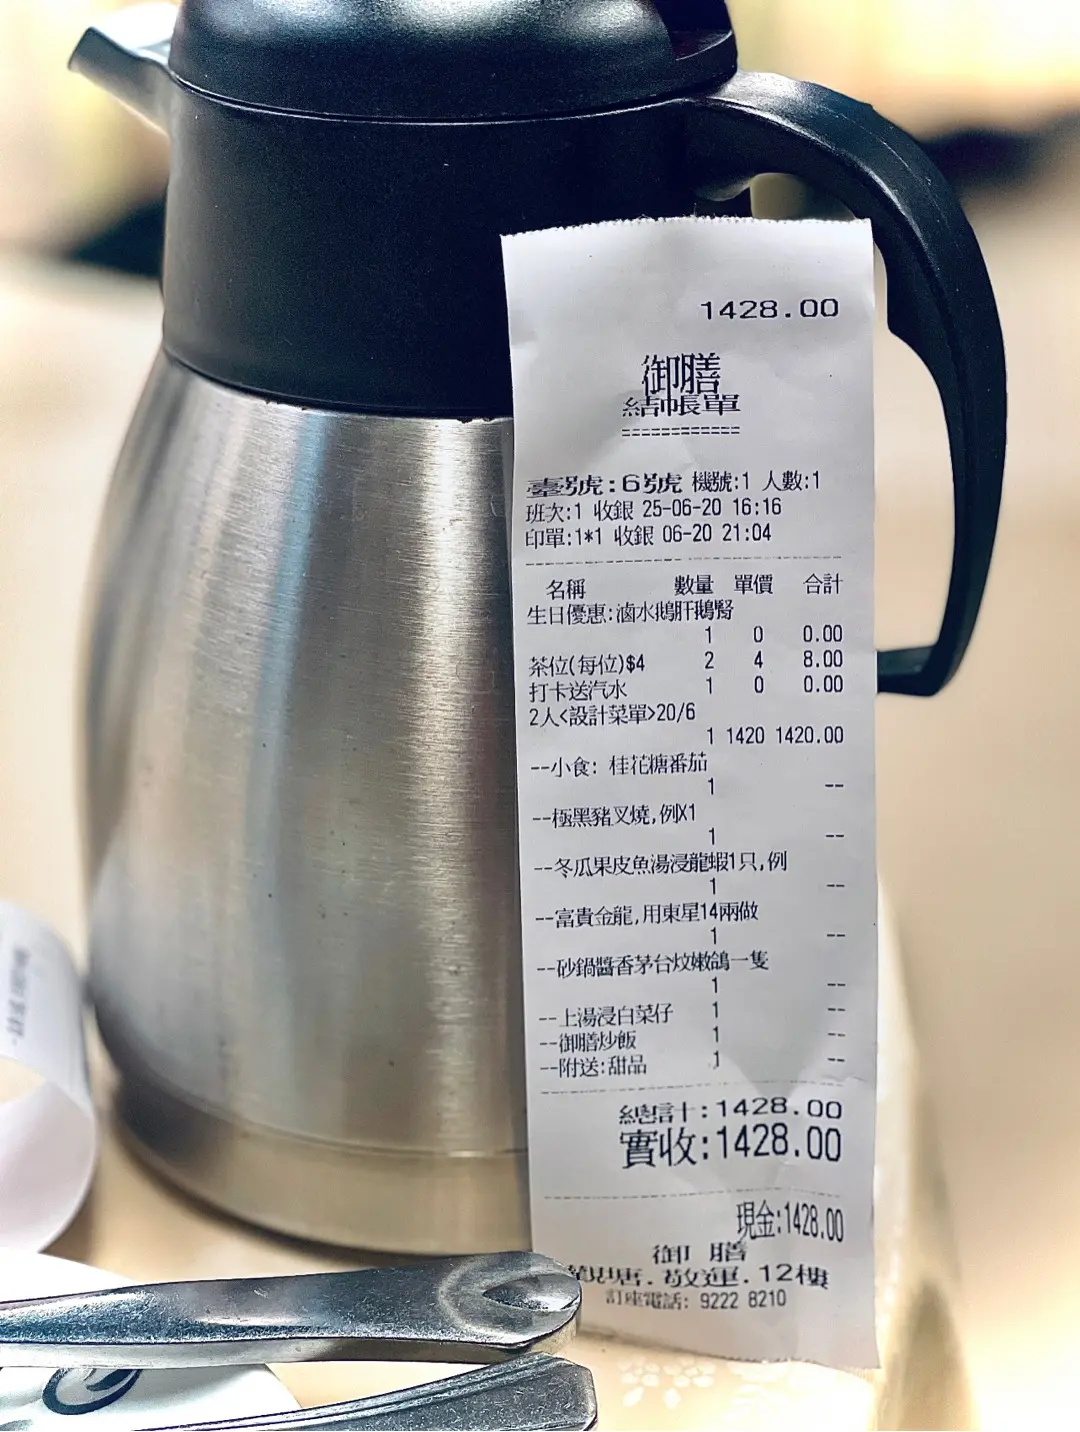 1428.00
御膳
結帳單
============
臺號:6號 機號:1 人數:1
班次:1 收銀 25-06-20 16:16
印單:1*1 收銀 06-20 21:04
名稱 數量 單價 合計
生日優惠:滷水鵝肝鵝腎
1 0 0.00
茶位(每位)$4 2 4 8.00
打卡送汽水 1 0 0.00
2人<設計菜單>20/6
1 1420 1420.00
--小食: 桂花糖番茄
1 --
--極黑豬叉燒,例X1
1 --
--冬瓜果皮魚湯浸龍蝦1只,例
1 --
--富貴金龍,用東星14兩做
1 --
--砂鍋醬香茅台炆嫩鴿一隻
1 --
--上湯浸白菜仔 1 --
--御膳炒飯 1 --
--附送:甜品 1 --
總計:1428.00
實收:1428.00
現金:1428.00
御 膳
觀塘.敬運.12樓
訂座電話: 9222 8210